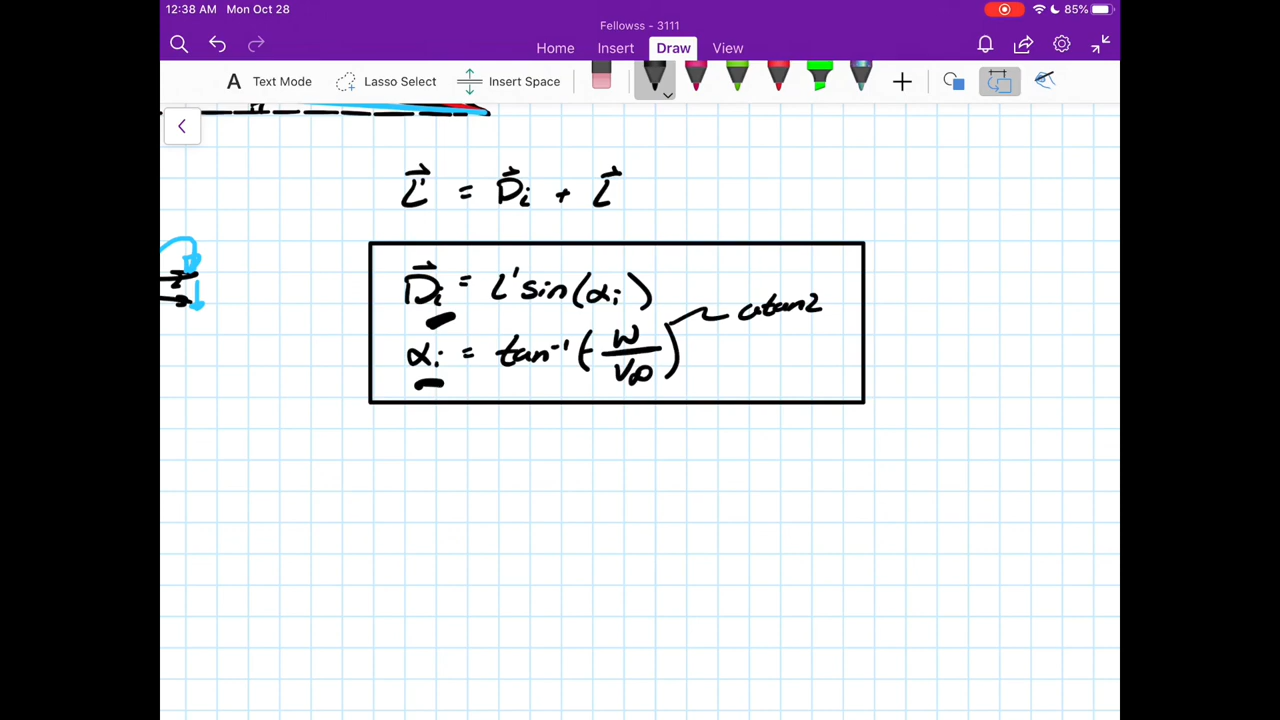 12:38 AM Mon Oct 28 85%
Fellowss - 3111
Home Insert Draw View
A Text Mode Lasso Select Insert Space
L⃗' = D⃗i + L⃗
D⃗i = L' sin(αi)
atan2
αi = tan⁻¹(-W/V∞)